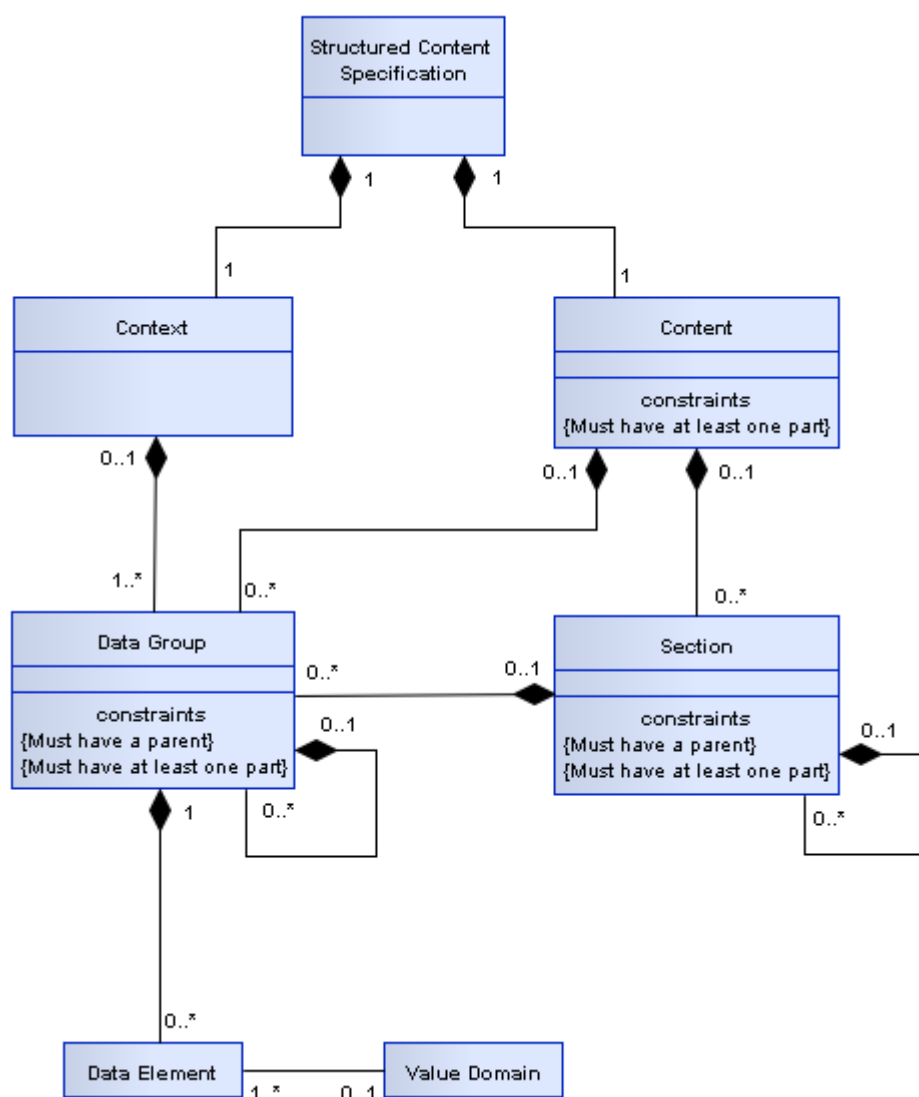 Structured Content
Specification
1
1
1
1
Context
Content
constraints
{Must have at least one part}
0..1
0..1
0..1
1..*
0..*
0..*
Data Group
Section
0..*
0..1
constraints
{Must have a parent}
{Must have at least one part}
0..1
constraints
{Must have a parent}
{Must have at least one part}
0..1
1
0..*
0..*
0..*
Data Element
Value Domain
1..*
0..1